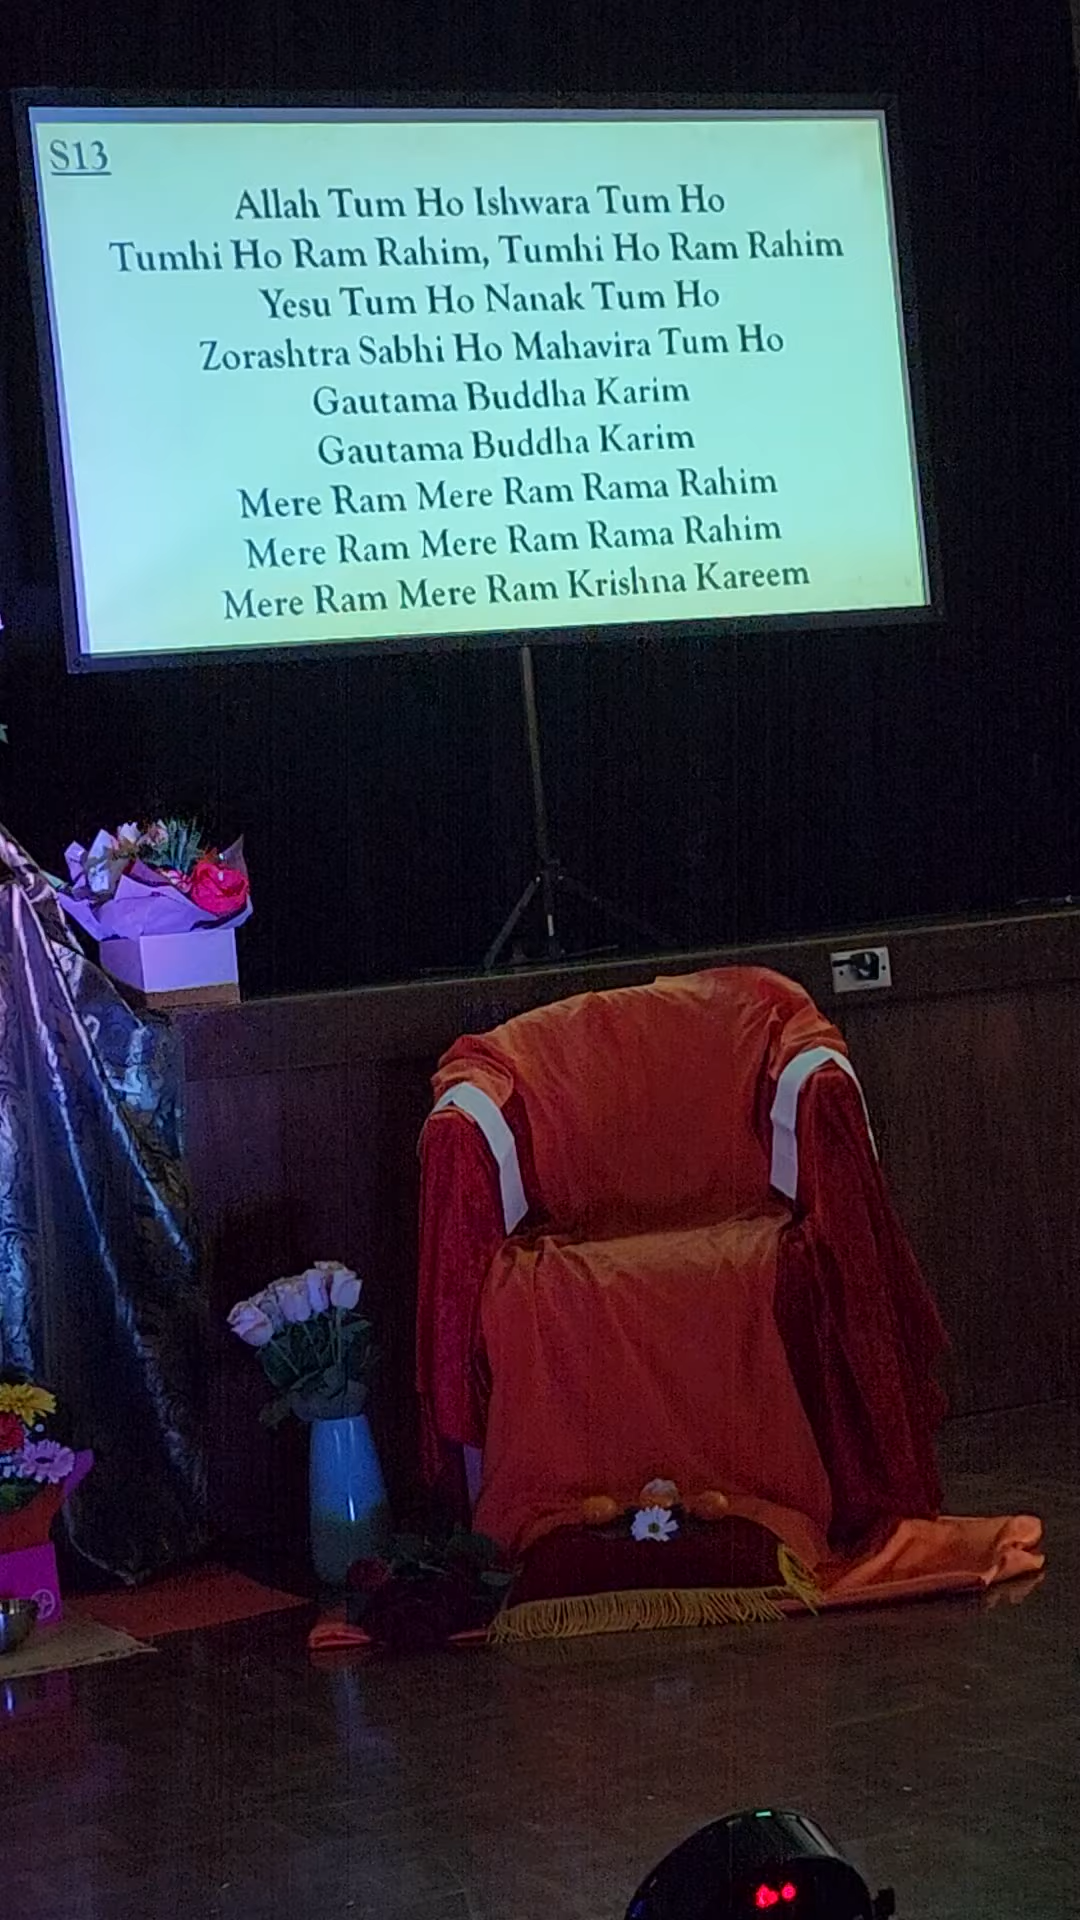 S13
Allah Tum Ho Ishwara Tum Ho
Tumhi Ho Ram Rahim, Tumhi Ho Ram Rahim
Yesu Tum Ho Nanak Tum Ho
Zorashtra Sabhi Ho Mahavira Tum Ho
Gautama Buddha Karim
Gautama Buddha Karim
Mere Ram Mere Ram Rama Rahim
Mere Ram Mere Ram Rama Rahim
Mere Ram Mere Ram Krishna Kareem